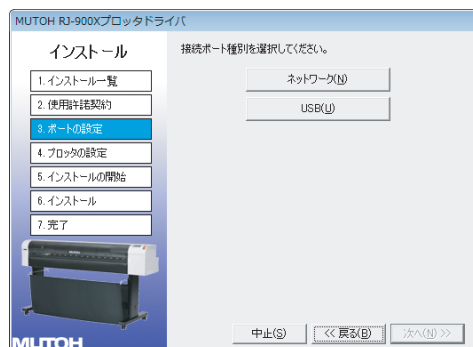 MUTOH RJ-900Xプロッタドライバ
インストール
1. インストール一覧
2. 使用許諾契約
3. ポートの設定
4. プロッタの設定
5. インストールの開始
6. インストール
7. 完了
MUTOH
接続ポート種別を選択してください。
ネットワーク(N)
USB(U)
中止(S)
<< 戻る(B)
次へ(N) >>